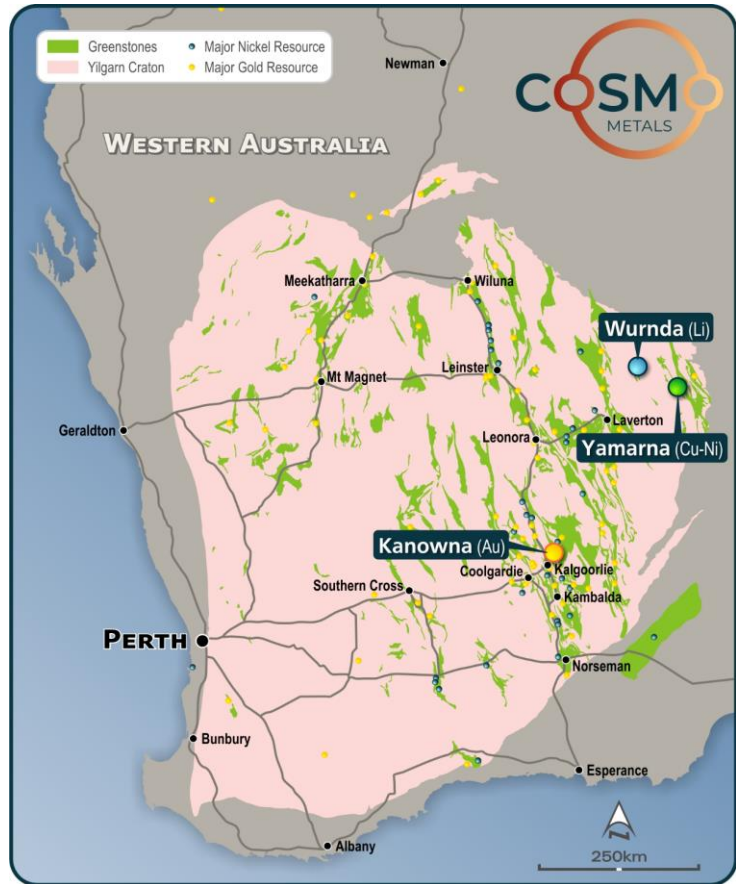 Greenstones
Major Nickel Resource
Yilgarn Craton
Major Gold Resource
Newman
COSMO
METALS
WESTERN AUSTRALIA
Meekatharra
Wiluna
Wurnda (Li)
Leinster
Mt Magnet
Yamarna (Cu-Ni)
Laverton
Geraldton
Leonora
Kanowna (Au)
Coolgardie
Kalgoorlie
Southern Cross
Kambalda
PERTH
Norseman
Bunbury
Esperance
N
250km
Albany